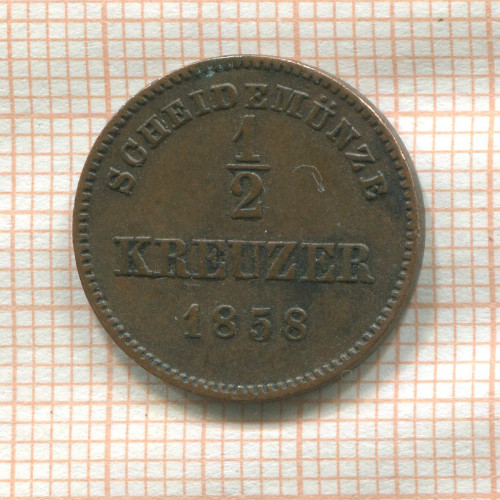 SCHEIDEMÜNZE
1/2
KREUZER
1858